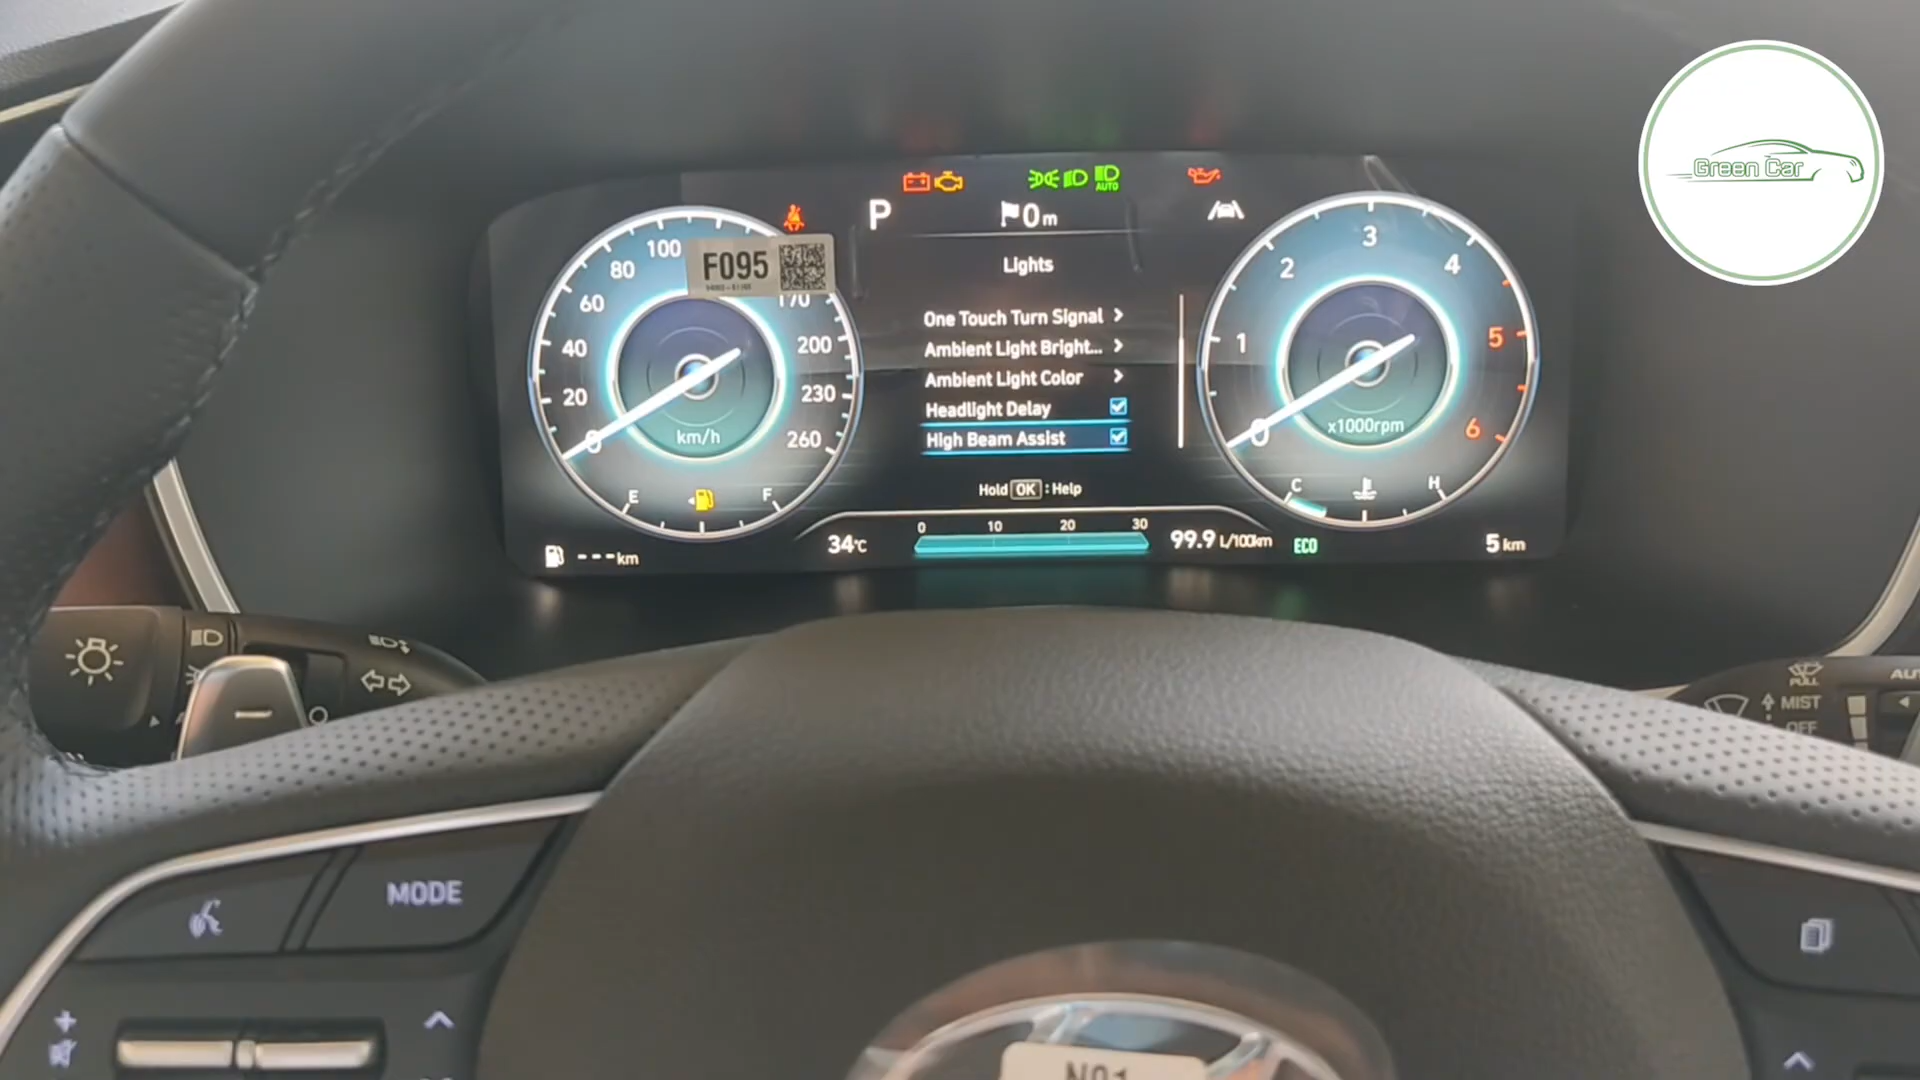 Green Car
AUTO
P
0m
Lights
One Touch Turn Signal
Ambient Light Bright...
Ambient Light Color
Headlight Delay
High Beam Assist
Hold OK : Help
0 10 20 30
34°C
99.9 L/100km
ECO
5 km
0 20 40 60 80 100 170 200 230 260
km/h
F095
E F
---km
0 1 2 3 4 5 6
x1000rpm
C H
PULL
MIST
OFF
MODE
N01